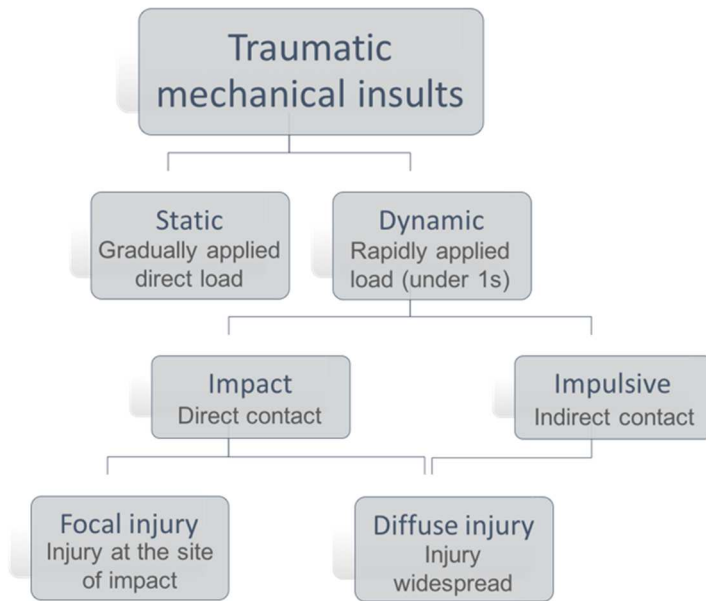 Traumatic
mechanical insults
Static
Gradually applied
direct load
Dynamic
Rapidly applied
load (under 1s)
Impact
Direct contact
Impulsive
Indirect contact
Focal injury
Injury at the site
of impact
Diffuse injury
Injury
widespread